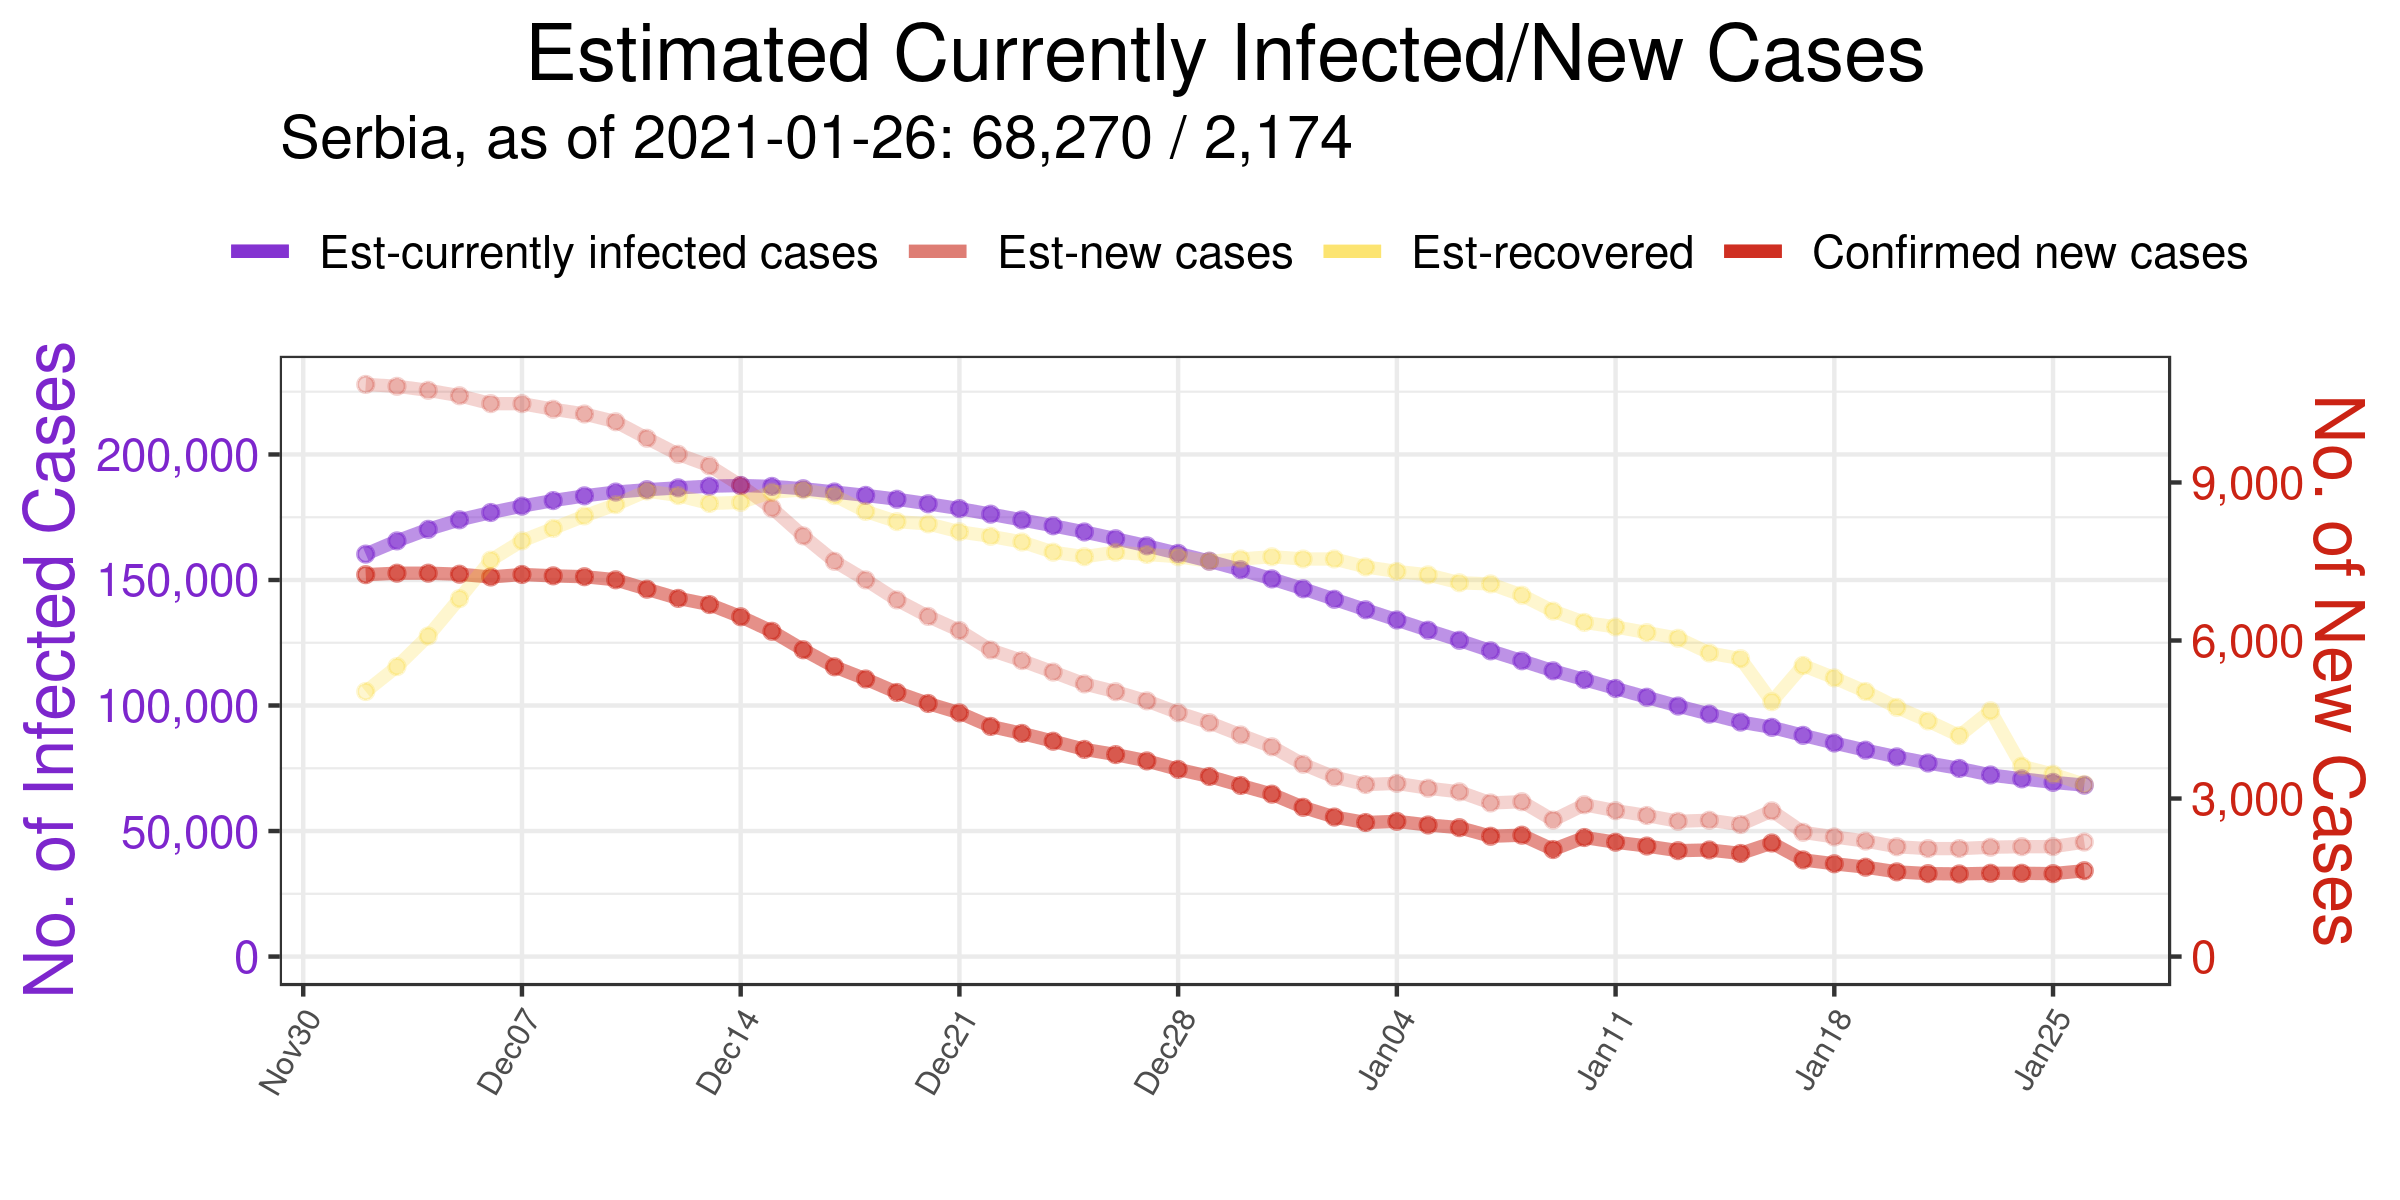 Estimated Currently Infected/New Cases
Serbia, as of 2021-01-26: 68,270 / 2,174
Est-currently infected cases Est-new cases Est-recovered Confirmed new cases
No. of Infected Cases
200,000
150,000
100,000
50,000
0
9,000
6,000
3,000
0
No. of New Cases
Nov30 Dec07 Dec14 Dec21 Dec28 Jan04 Jan11 Jan18 Jan25